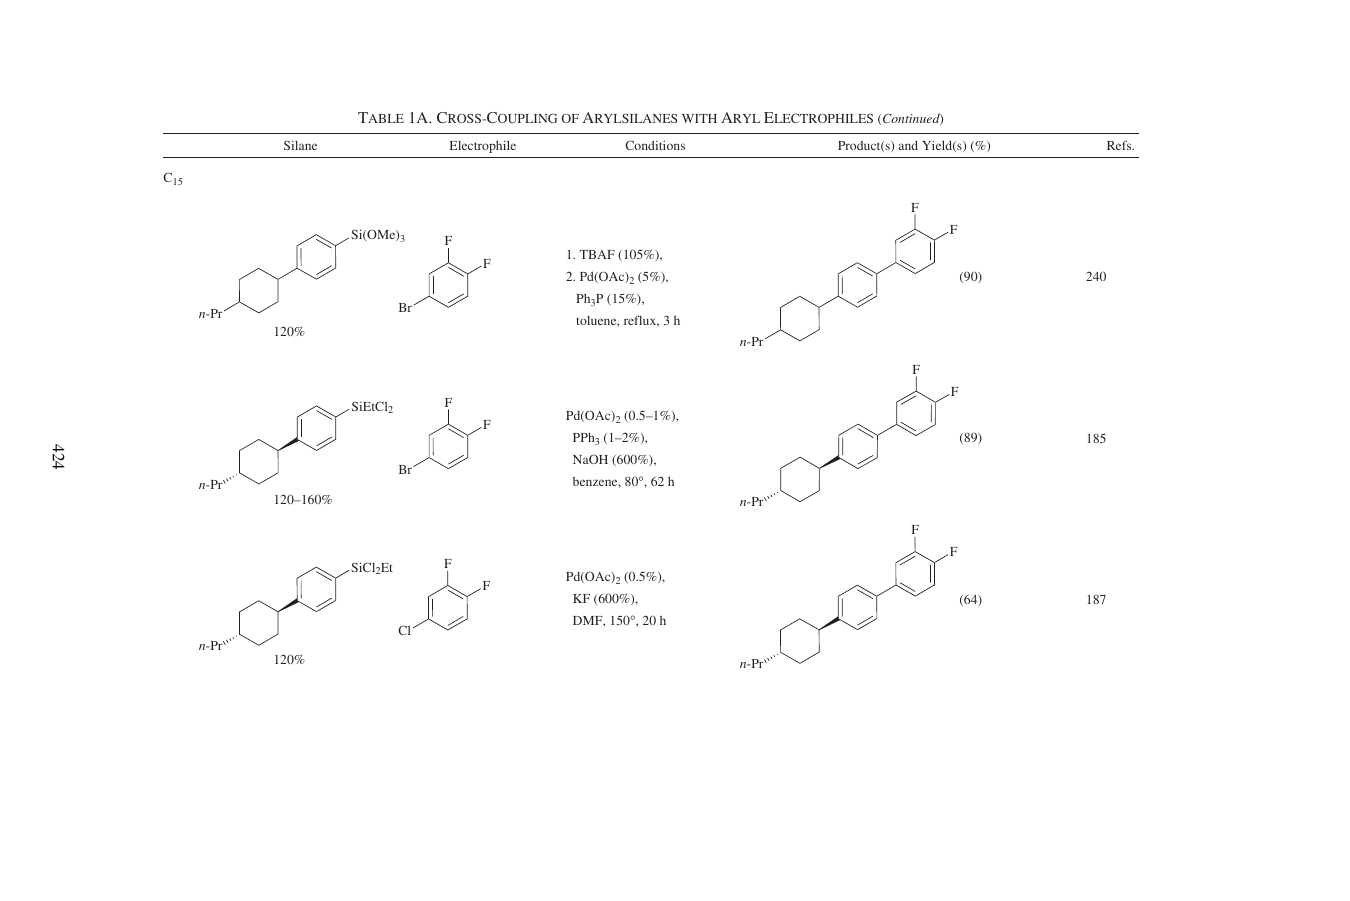 TABLE 1A. CROSS-COUPLING OF ARYLSILANES WITH ARYL ELECTROPHILES (Continued)
Silane Electrophile Conditions Product(s) and Yield(s) (%) Refs.
C15
Si(OMe)3
n-Pr
120%
F
F
Br
1. TBAF (105%),
2. Pd(OAc)2 (5%),
Ph3P (15%),
toluene, reflux, 3 h
F
F
n-Pr
(90)
240
SiEtCl2
n-Pr
120–160%
F
F
Br
Pd(OAc)2 (0.5–1%),
PPh3 (1–2%),
NaOH (600%),
benzene, 80°, 62 h
F
F
n-Pr
(89)
185
SiCl2Et
n-Pr
120%
F
F
Cl
Pd(OAc)2 (0.5%),
KF (600%),
DMF, 150°, 20 h
F
F
n-Pr
(64)
187
424